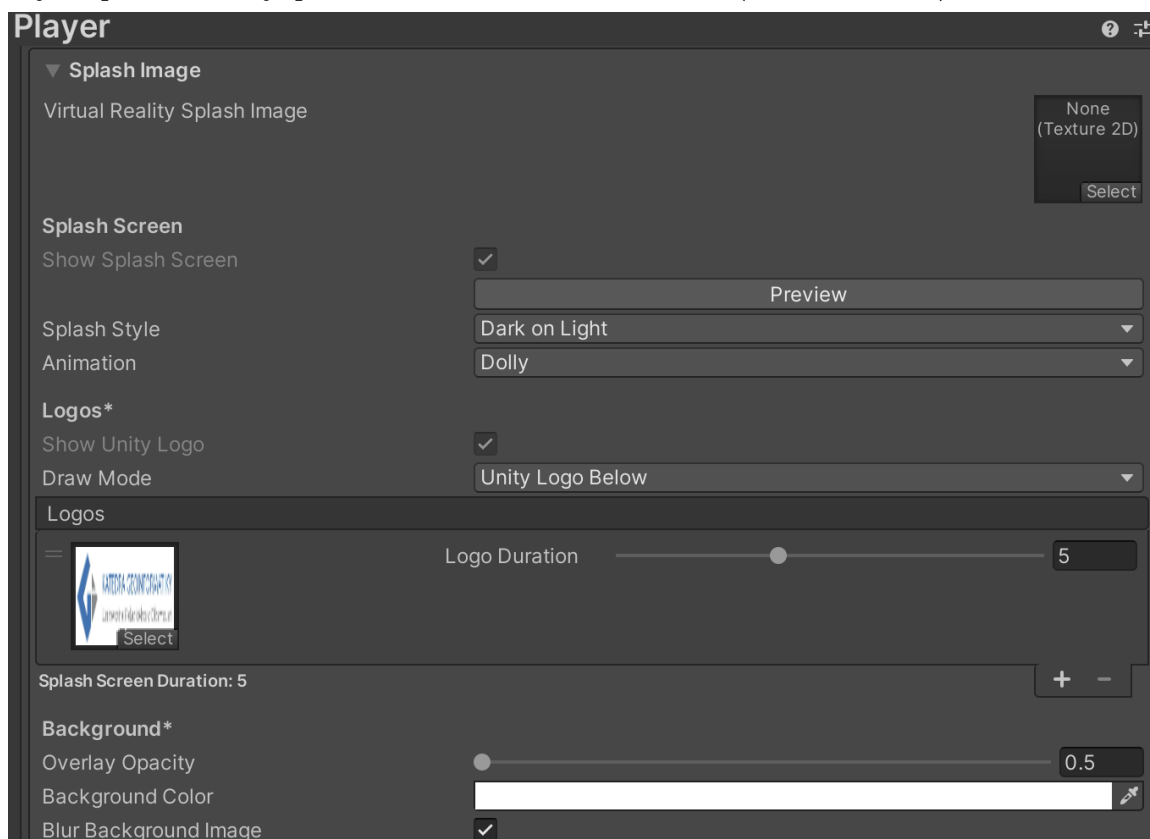 Player
Splash Image
Virtual Reality Splash Image
None
(Texture 2D)
Select
Splash Screen
Show Splash Screen
Preview
Splash Style Dark on Light
Animation Dolly
Logos*
Show Unity Logo
Draw Mode Unity Logo Below
Logos
Logo Duration 5
KATEDRA GEOINFORMATIKY
Select
Splash Screen Duration: 5
+ −
Background*
Overlay Opacity 0.5
Background Color
Blur Background Image